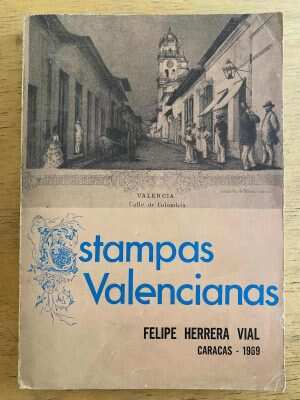 VALENCIA
Calle de Colombia
Estampas
Valencianas
FELIPE HERRERA VIAL
CARACAS - 1969